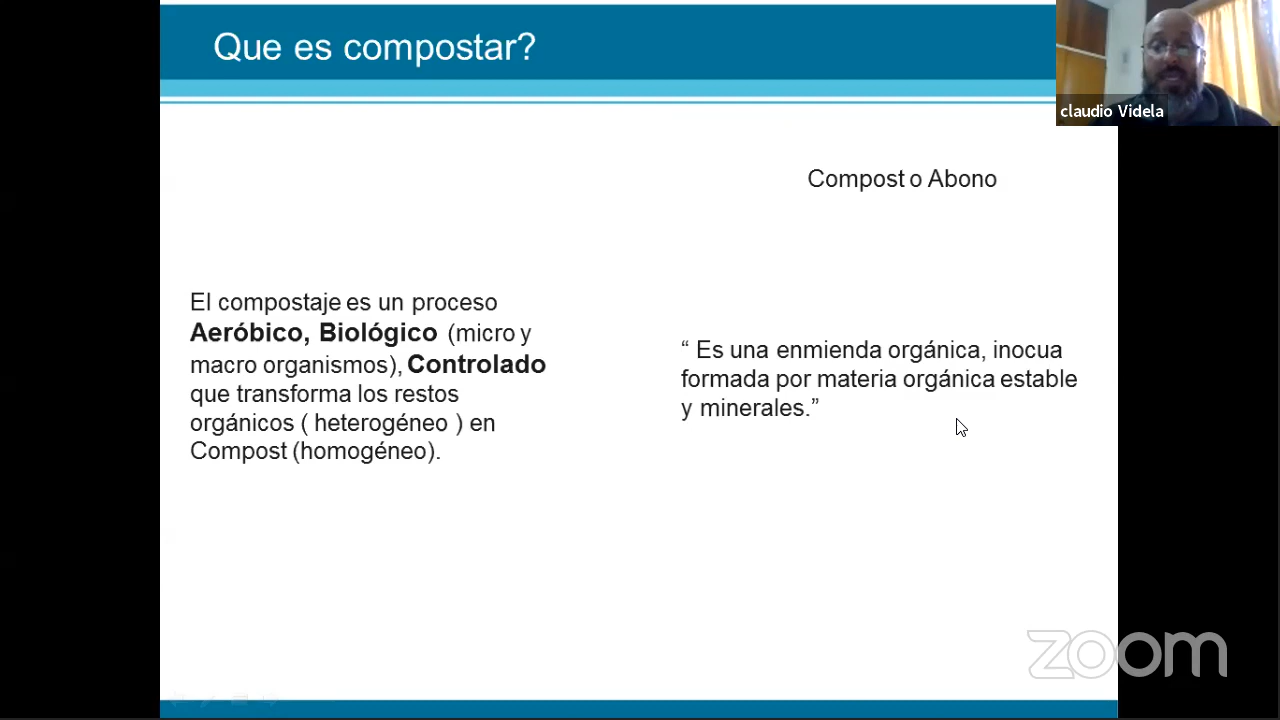 Que es compostar?
claudio Videla
Compost o Abono
El compostaje es un proceso
Aeróbico, Biológico (micro y
macro organismos), Controlado
que transforma los restos
orgánicos ( heterogéneo ) en
Compost (homogéneo).
“ Es una enmienda orgánica, inocua
formada por materia orgánica estable
y minerales.”
zoom